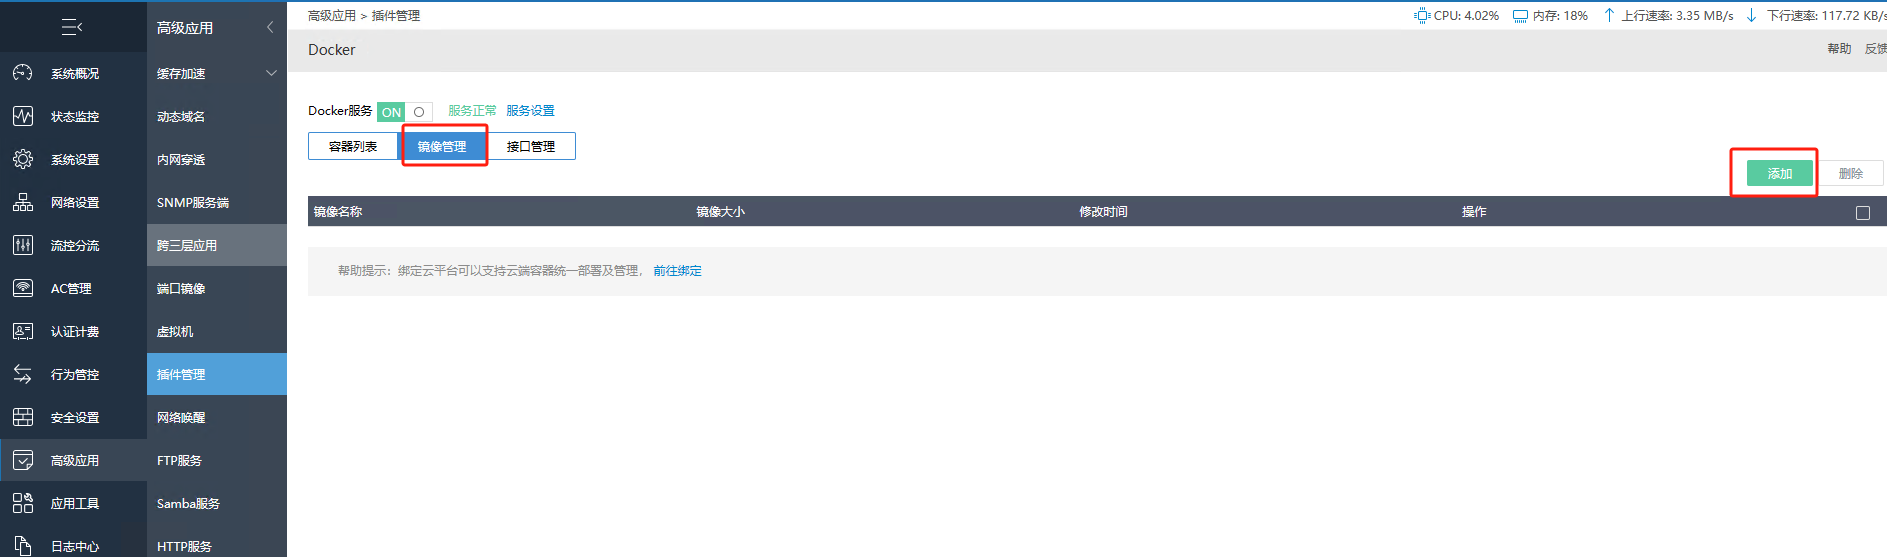 高级应用 > 插件管理
CPU: 4.02% 内存: 18% 上行速率: 3.35 MB/s 下行速率: 117.72 KB/s
高级应用
Docker
帮助 反馈
系统概况
状态监控
系统设置
网络设置
流控分流
AC管理
认证计费
行为管控
安全设置
高级应用
应用工具
日志中心
缓存加速
动态域名
内网穿透
SNMP服务端
跨三层应用
端口镜像
虚拟机
插件管理
网络唤醒
FTP服务
Samba服务
HTTP服务
Docker服务 ON 服务正常 服务设置
容器列表 镜像管理 接口管理
添加 删除
镜像名称 镜像大小 修改时间 操作
帮助提示：绑定云平台可以支持云端容器统一部署及管理， 前往绑定